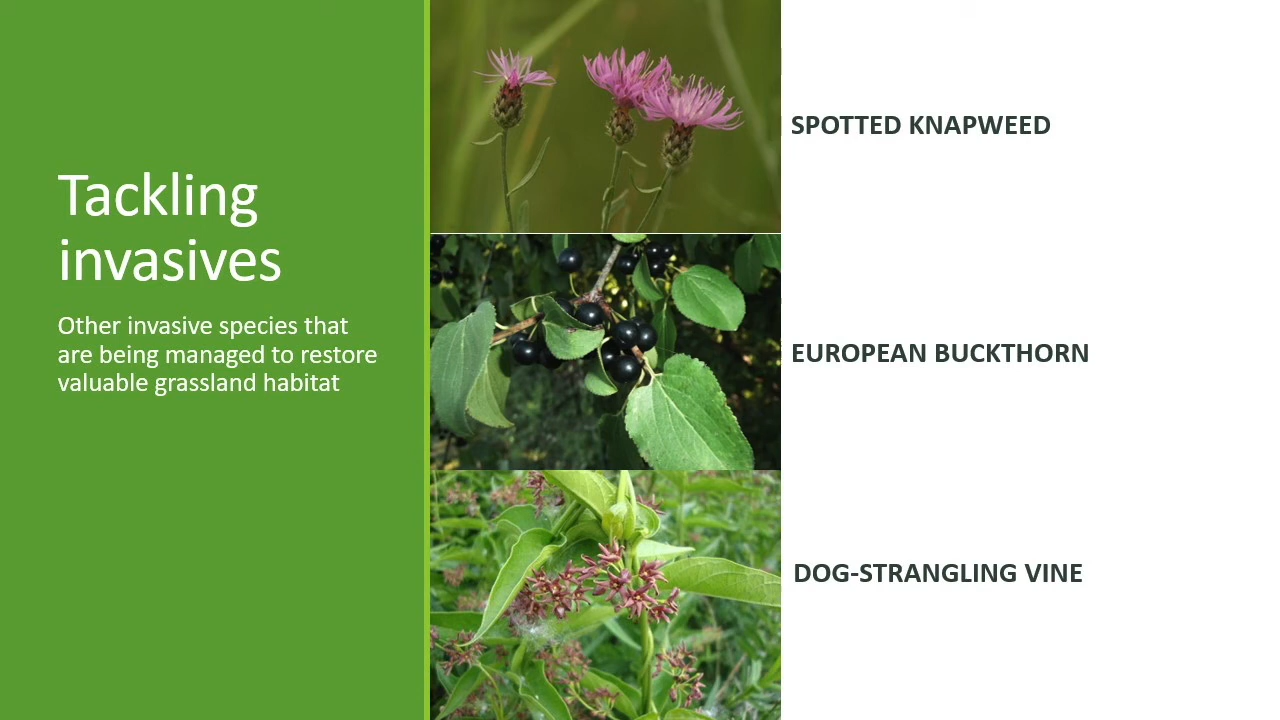 Tackling
invasives
Other invasive species that
are being managed to restore
valuable grassland habitat
SPOTTED KNAPWEED
EUROPEAN BUCKTHORN
DOG-STRANGLING VINE